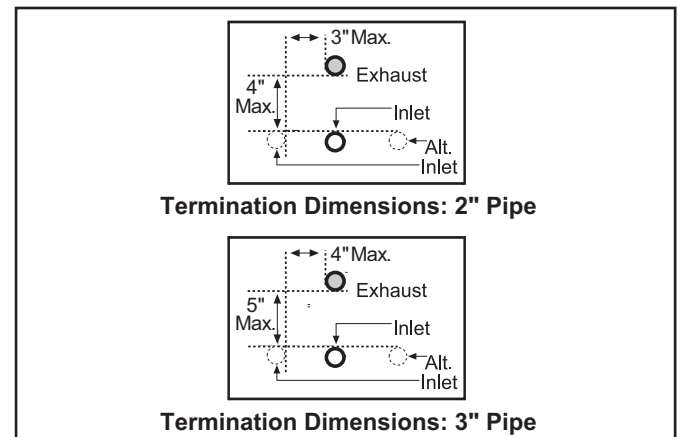 3" Max.
Exhaust
4"
Max.
Inlet
Alt.
Inlet
Termination Dimensions: 2" Pipe
4" Max.
Exhaust
5"
Max.
Inlet
Alt.
Inlet
Termination Dimensions: 3" Pipe